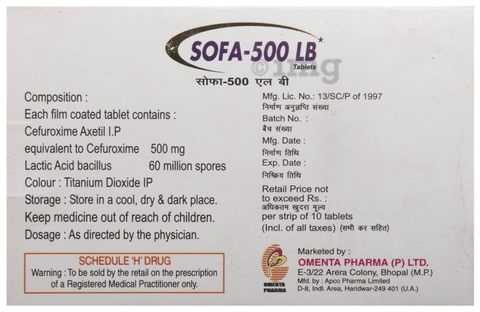 SOFA-500 LB
Tablets
सोफा-500 एल बी
1mg
Composition :
Each film coated tablet contains :
Cefuroxime Axetil I.P
equivalent to Cefuroxime 500 mg
Lactic Acid bacillus 60 million spores
Colour : Titanium Dioxide IP
Storage : Store in a cool, dry & dark place.
Keep medicine out of reach of children.
Dosage : As directed by the physician.
SCHEDULE 'H' DRUG
Warning : To be sold by the retail on the prescription
of a Registered Medical Practitioner only.
Mfg. Lic. No.: 13/SC/P of 1997
निर्माण अनुज्ञप्ति संख्या
Batch No. :
बैच संख्या
Mfg. Date :
निर्माण तिथि
Exp. Date :
निष्क्रिय तिथि
Retail Price not
to exceed Rs. :
अधिकतम खुदरा मूल्य
per strip of 10 tablets
(Incl. of all taxes) (सभी कर सहित)
OMENTA
PHARMA
Marketed by :
OMENTA PHARMA (P) LTD.
E-3/22 Arera Colony, Bhopal (M.P.)
Mfd. by : Apco Pharma Limited
D-8, Indl. Area, Haridwar-249 401 (U.A.)